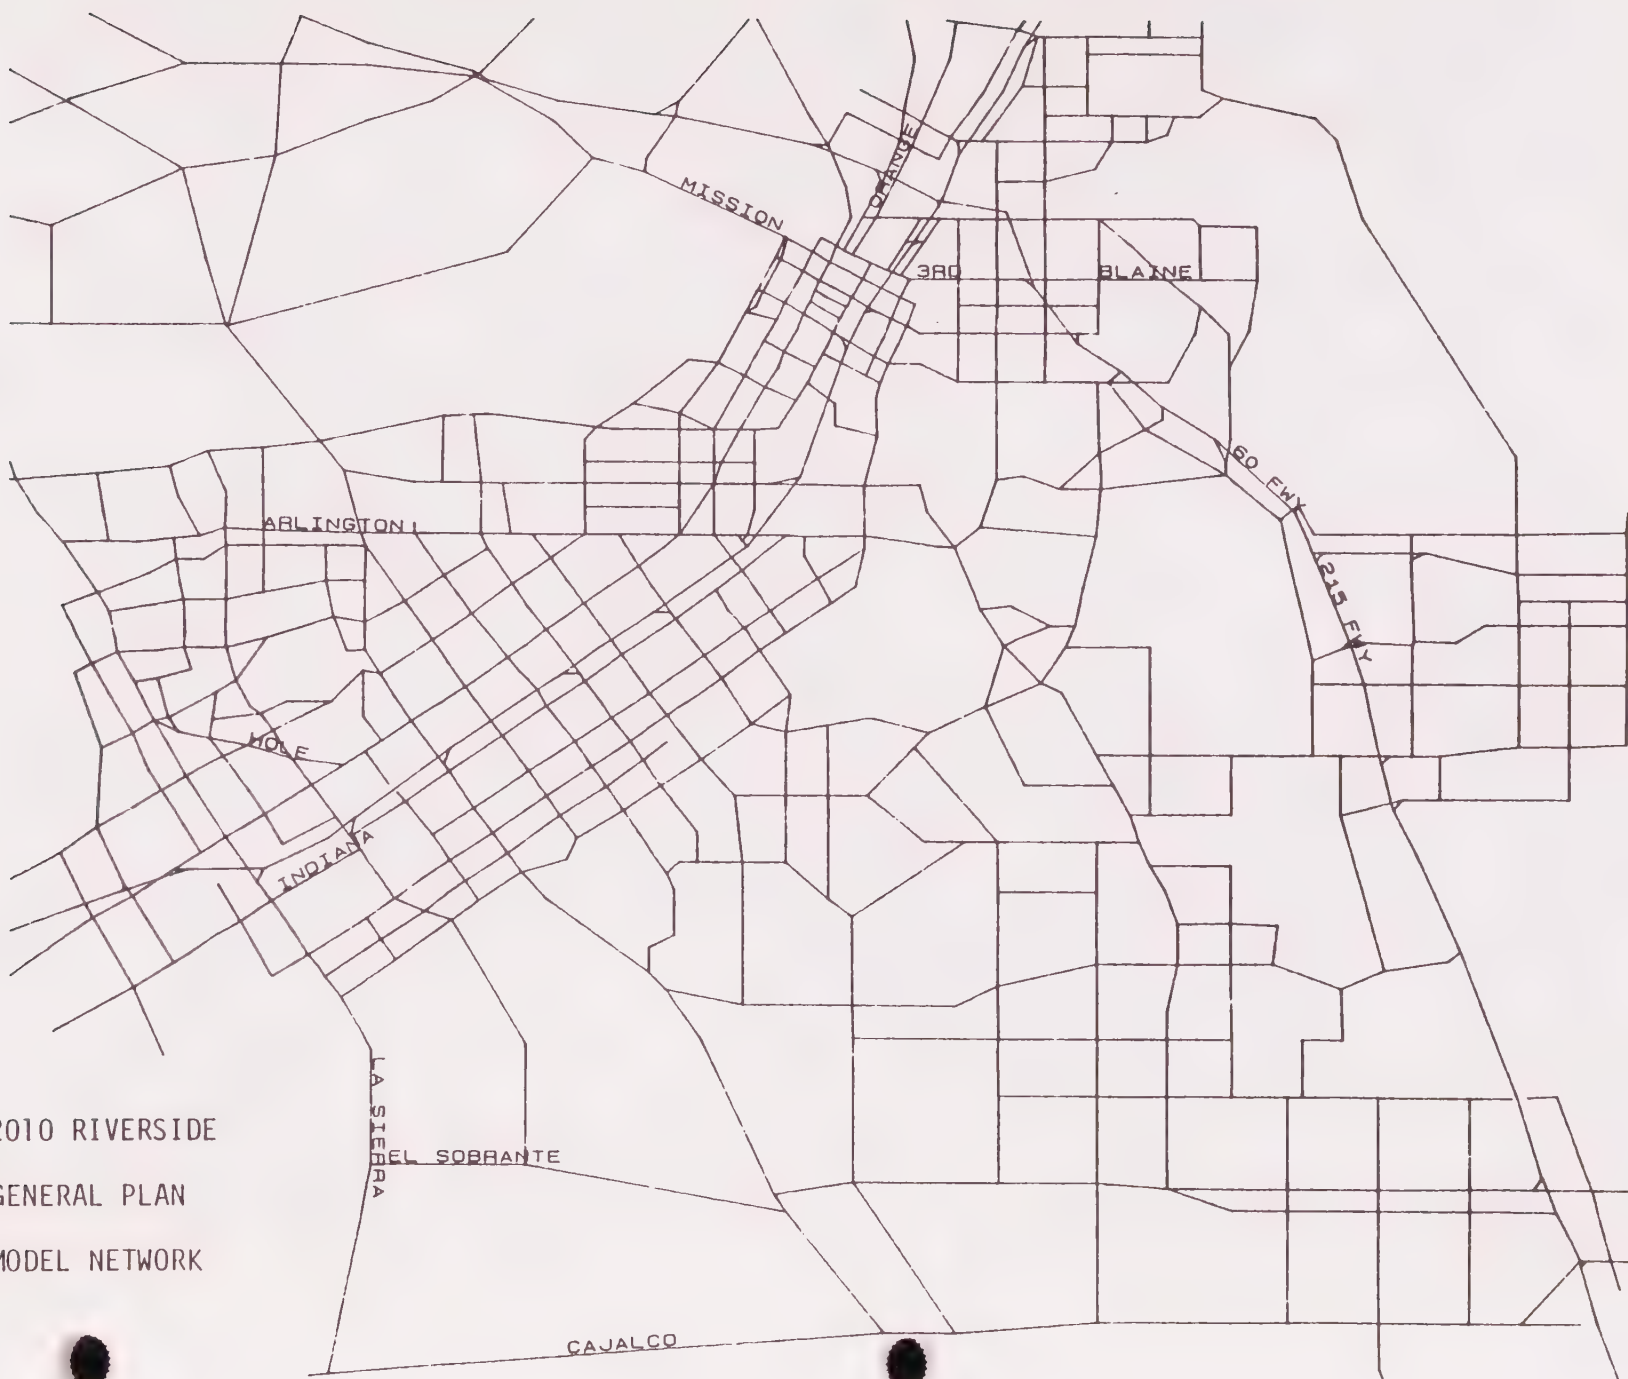 ORANGE
MISSION
3RD
BLAINE
60 FWY
ARLINGTON
215 FWY
HOLE
INDIANA
LA SIERRA
EL SOBRANTE
2010 RIVERSIDE
GENERAL PLAN
MODEL NETWORK
CAJALCO